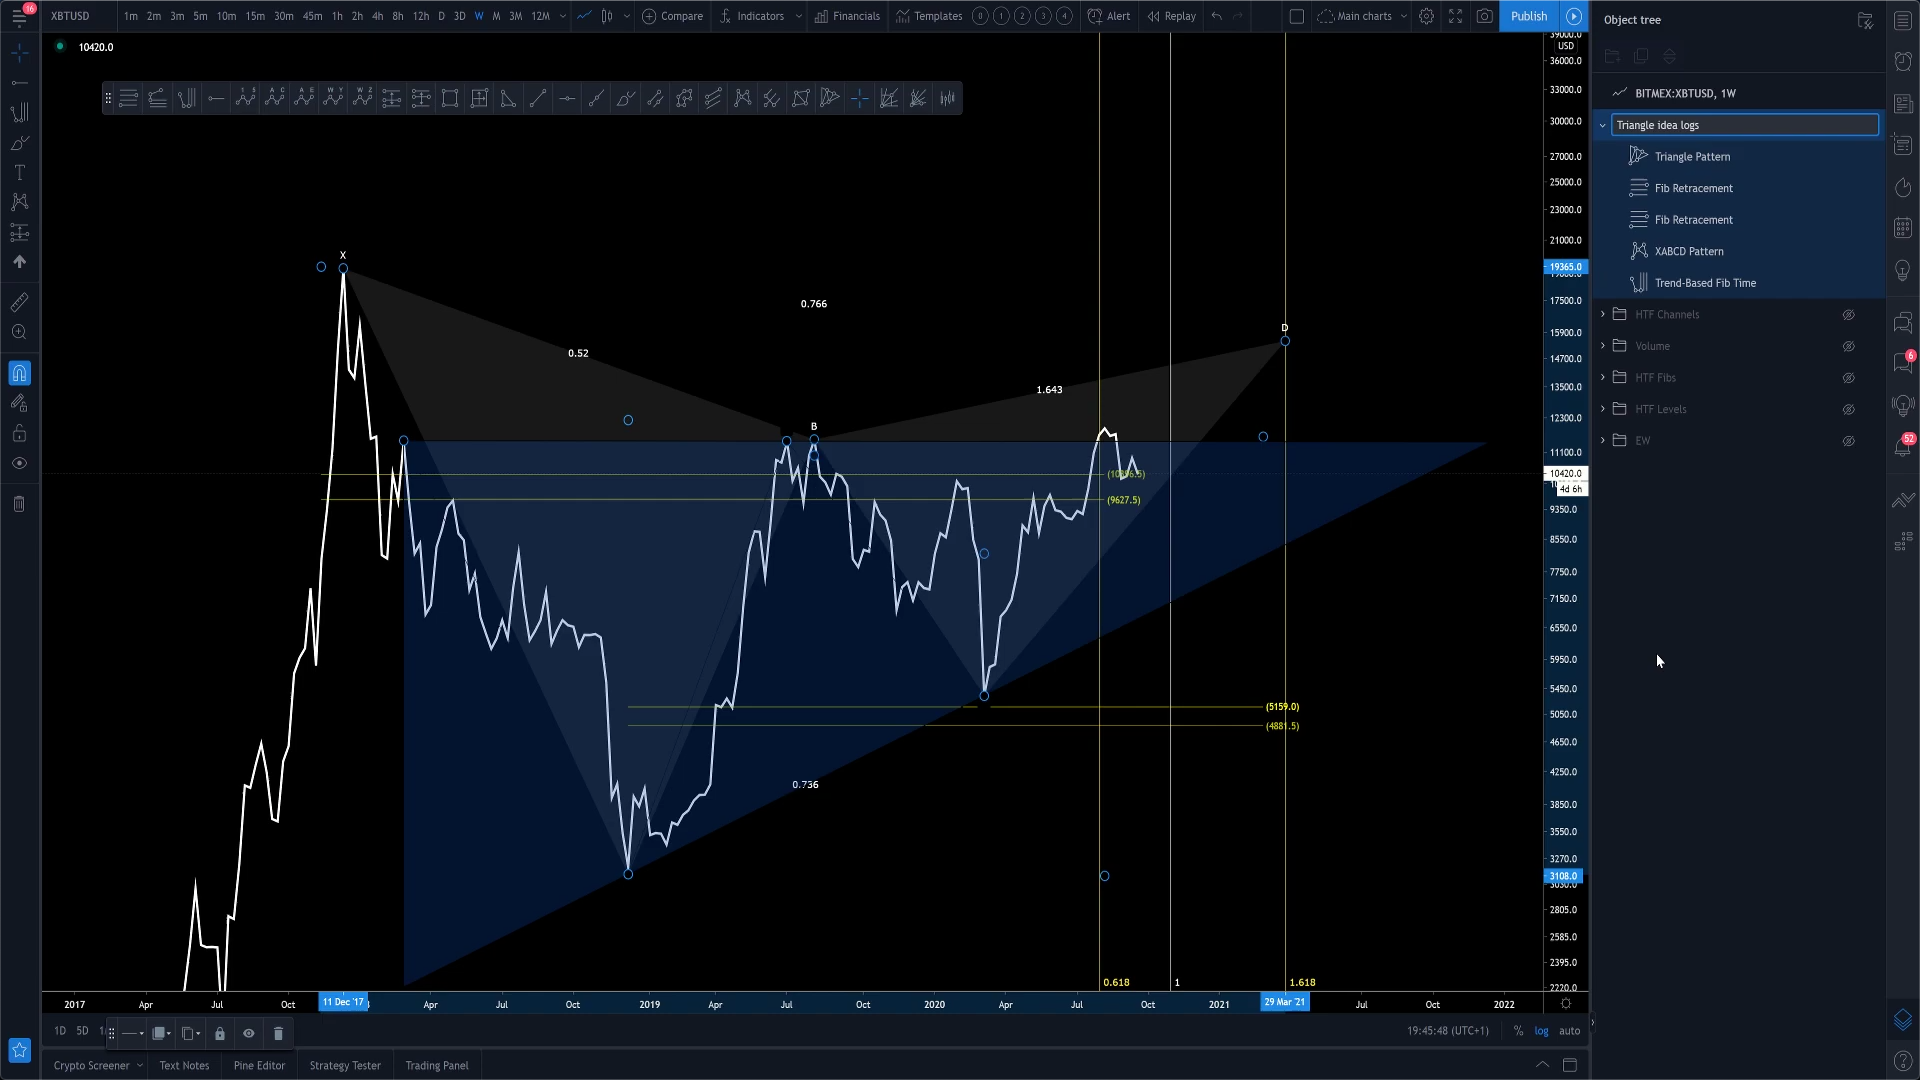 16
XBTUSD 1m 2m 3m 5m 10m 15m 30m 45m 1h 2h 4h 8h 12h D 3D W M 3M 12M Compare Indicators Financials Templates 0 1 2 3 4 Alert Replay Main charts Publish
10420.0
1 5 A C A E W Y W Z
X
0.766
0.52
D
1.643
B
(9627.5)
(5159.0)
(4881.5)
0.736
0.618 1 1.618
39000.0
USD
36000.0
33000.0
30000.0
27000.0
25000.0
23000.0
21000.0
19365.0
17500.0
15900.0
14700.0
13500.0
12300.0
11100.0
10420.0
4d 6h
9350.0
8550.0
7750.0
7150.0
6550.0
5950.0
5450.0
5050.0
4650.0
4250.0
3850.0
3550.0
3270.0
3108.0
3030.0
2805.0
2585.0
2395.0
2220.0
2017 Apr Jul Oct 11 Dec '17 Apr Jul Oct 2019 Apr Jul Oct 2020 Apr Jul Oct 2021 29 Mar '21 Jul Oct 2022
1D 5D 19:45:48 (UTC+1) % log auto
Crypto Screener Text Notes Pine Editor Strategy Tester Trading Panel
Object tree
BITMEX:XBTUSD, 1W
Triangle idea logs
Triangle Pattern
Fib Retracement
Fib Retracement
XABCD Pattern
Trend-Based Fib Time
HTF Channels
Volume
HTF Fibs
HTF Levels
EW
6
52